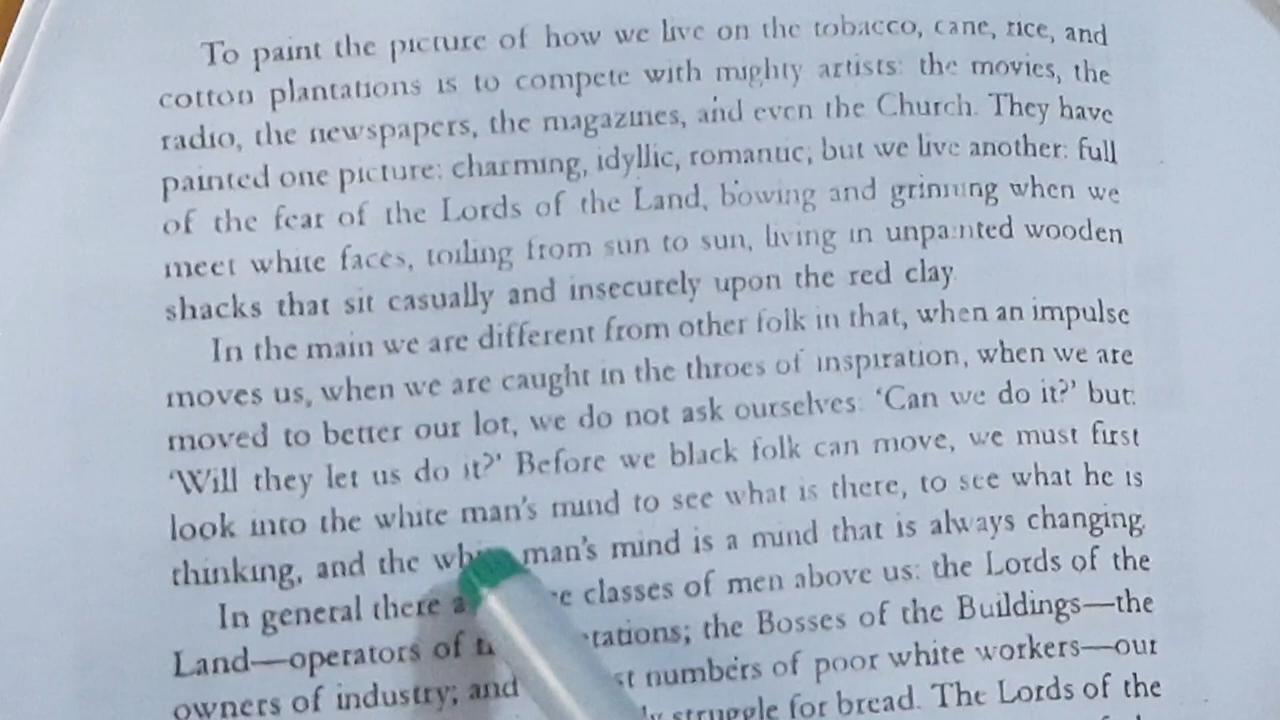 To paint the picture of how we live on the tobacco, cane, rice, and
cotton plantations is to compete with mighty artists: the movies, the
radio, the newspapers, the magazines, and even the Church. They have
painted one picture: charming, idyllic, romantic; but we live another: full
of the fear of the Lords of the Land, bowing and grinning when we
meet white faces, toiling from sun to sun, living in unpainted wooden
shacks that sit casually and insecurely upon the red clay
In the main we are different from other folk in that, when an impulse
moves us, when we are caught in the throes of inspiration, when we are
moved to better our lot, we do not ask ourselves: ‘Can we do it?’ but:
‘Will they let us do it?’ Before we black folk can move, we must first
look into the white man’s mind to see what is there, to see what he is
thinking, and the white man’s mind is a mind that is always changing.
In general there classes of men above us: the Lords of the
Land—operators of the the Bosses of the Buildings—the
owners of industry; and numbers of poor white workers—our
struggle for bread. The Lords of the